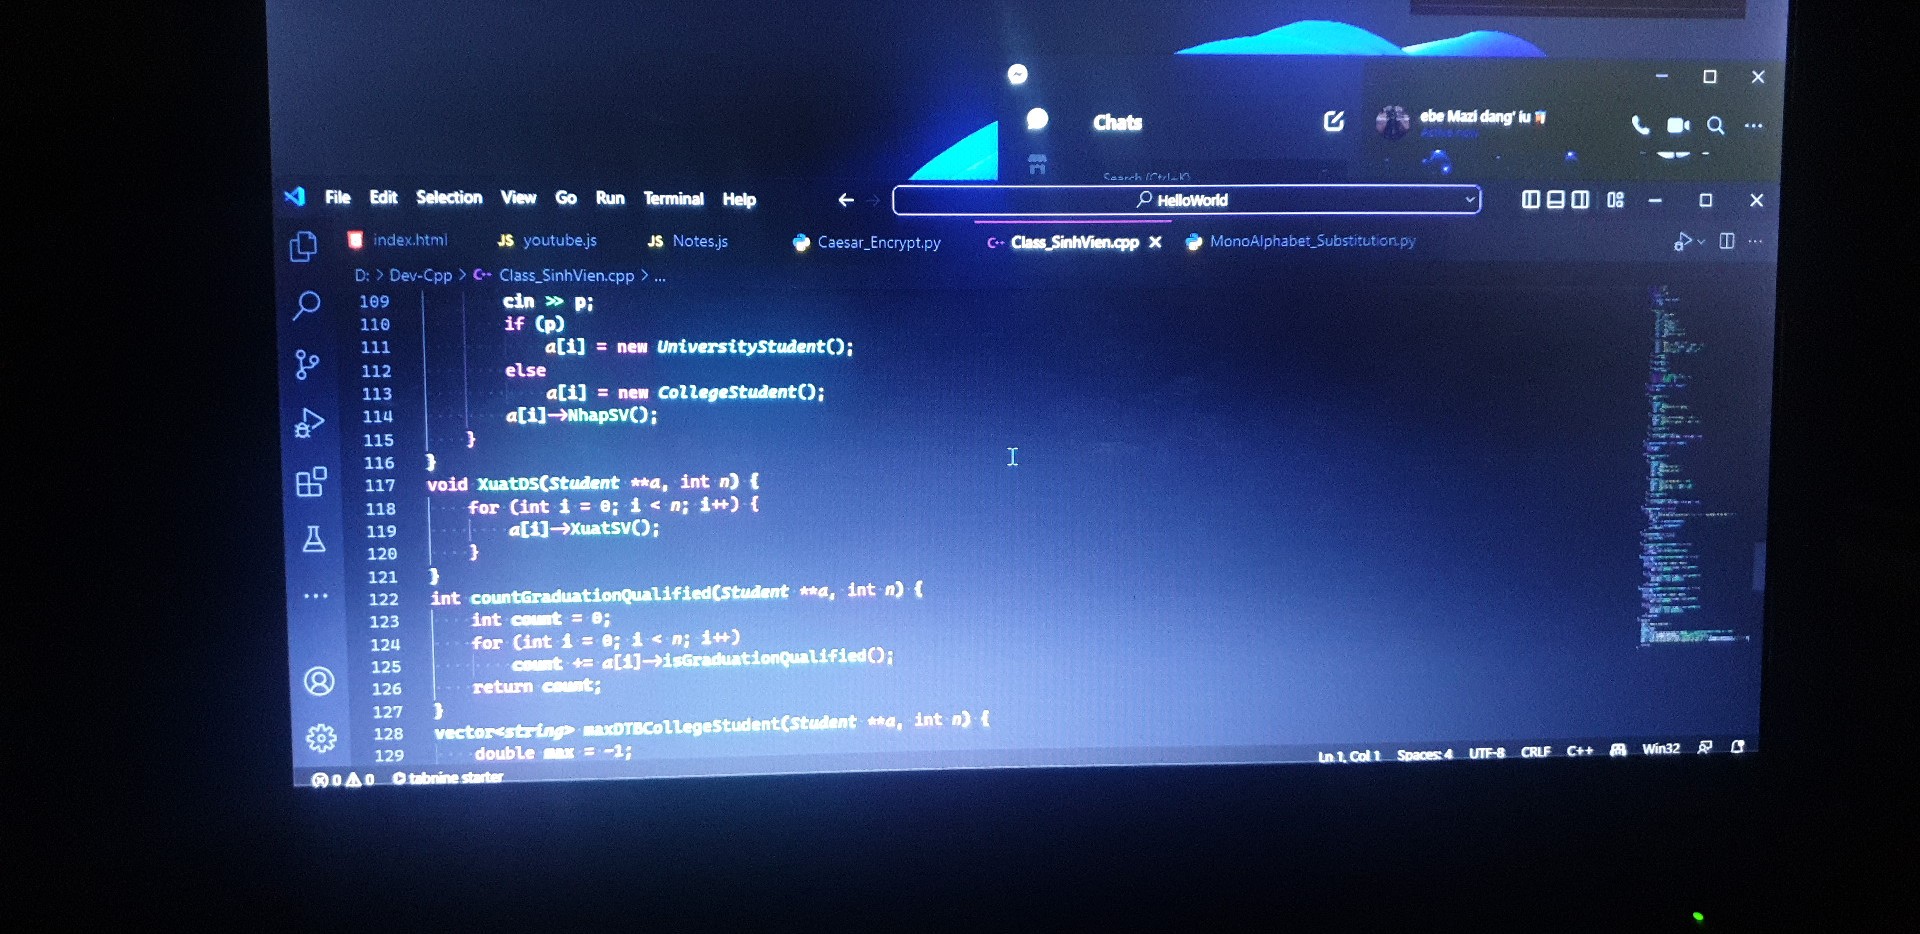 Chats
ebe Mazi dang' iu
Active now
Search (Ctrl+K)
File Edit Selection View Go Run Terminal Help
HelloWorld
index.html JS youtube.js JS Notes.js Caesar_Encrypt.py C++ Class_SinhVien.cpp MonoAlphabet_Substitution.py
D: > Dev-Cpp > C++ Class_SinhVien.cpp > ...
109 cin >> p;
110 if (p)
111 a[i] = new UniversityStudent();
112 else
113 a[i] = new CollegeStudent();
114 a[i]->NhapSV();
115 }
116 }
117 void XuatDS(Student **a, int n) {
118 for (int i = 0; i < n; i++) {
119 a[i]->XuatSV();
120 }
121 }
122 int countGraduationQualified(Student **a, int n) {
123 int count = 0;
124 for (int i = 0; i < n; i++)
125 count += a[i]->isGraduationQualified();
126 return count;
127 }
128 vector<string> maxDTBCollegeStudent(Student **a, int n) {
129 double max = -1;
0 0 tabnine starter Ln 1, Col 1 Spaces: 4 UTF-8 CRLF C++ Win32